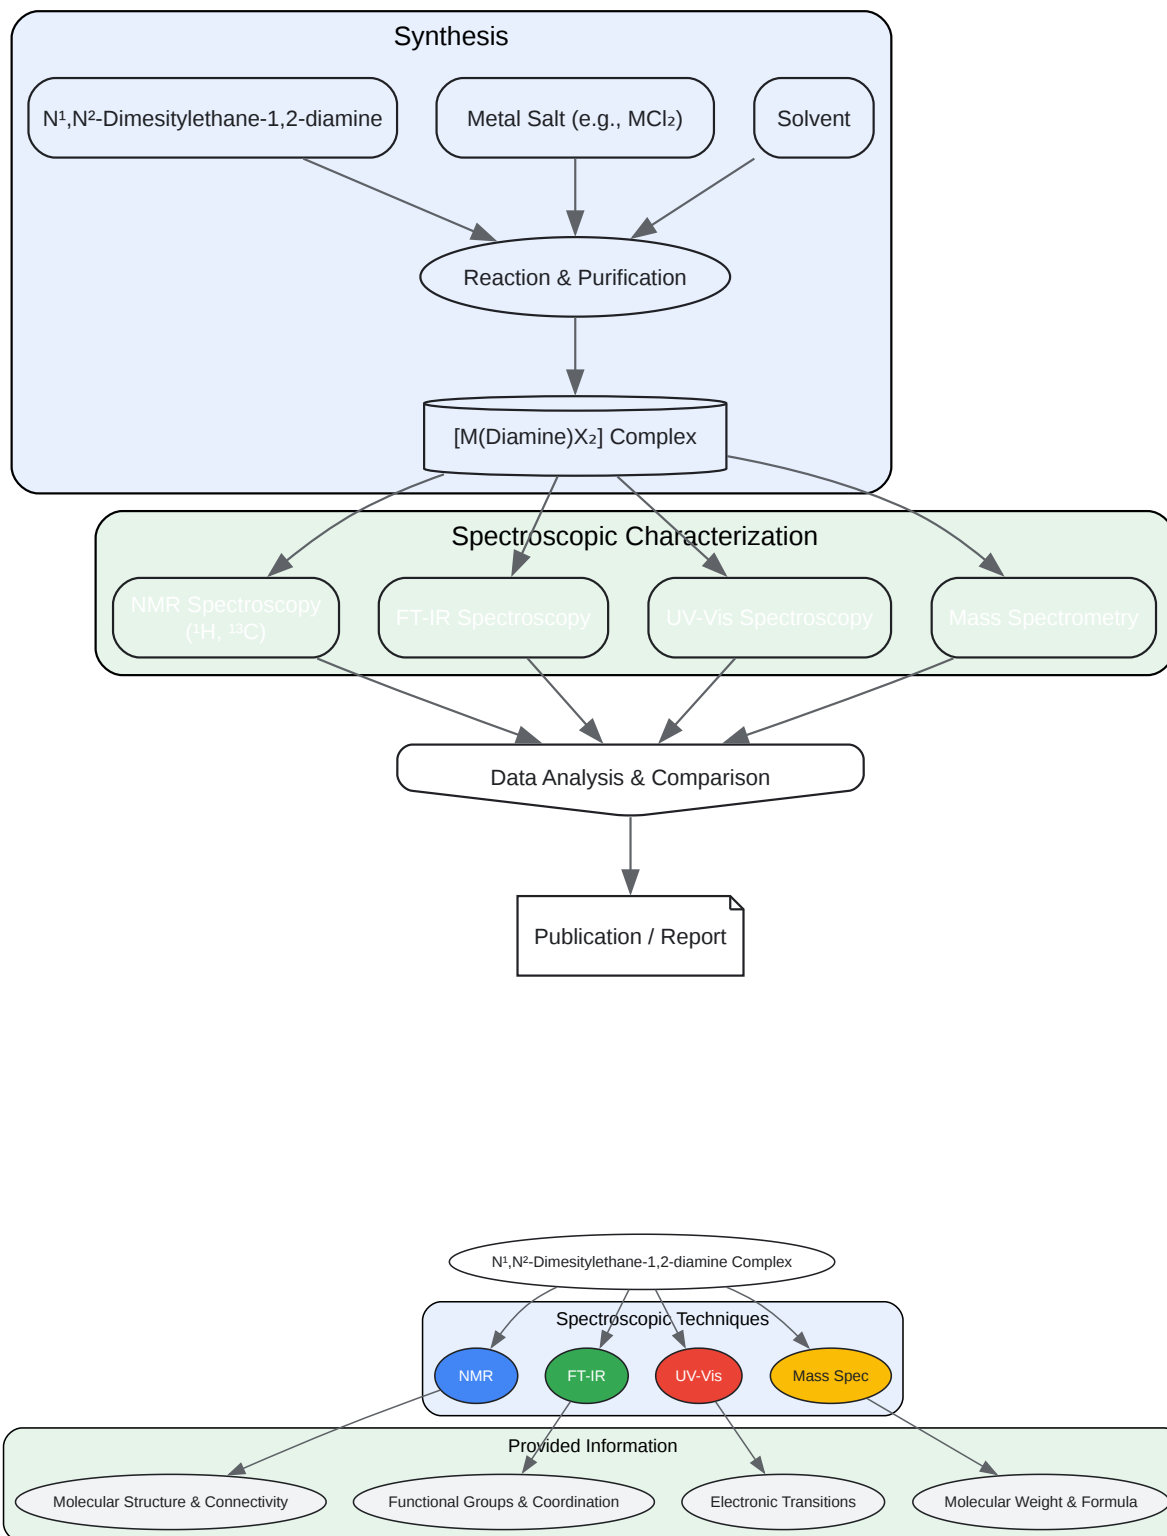 Synthesis
N¹,N²-Dimesitylethane-1,2-diamine
Metal Salt (e.g., MCl₂)
Solvent
Reaction & Purification
[M(Diamine)X₂] Complex
Spectroscopic Characterization
NMR Spectroscopy
(¹H, ¹³C)
FT-IR Spectroscopy
UV-Vis Spectroscopy
Mass Spectrometry
Data Analysis & Comparison
Publication / Report
N¹,N²-Dimesitylethane-1,2-diamine Complex
Spectroscopic Techniques
NMR
FT-IR
UV-Vis
Mass Spec
Provided Information
Molecular Structure & Connectivity
Functional Groups & Coordination
Electronic Transitions
Molecular Weight & Formula